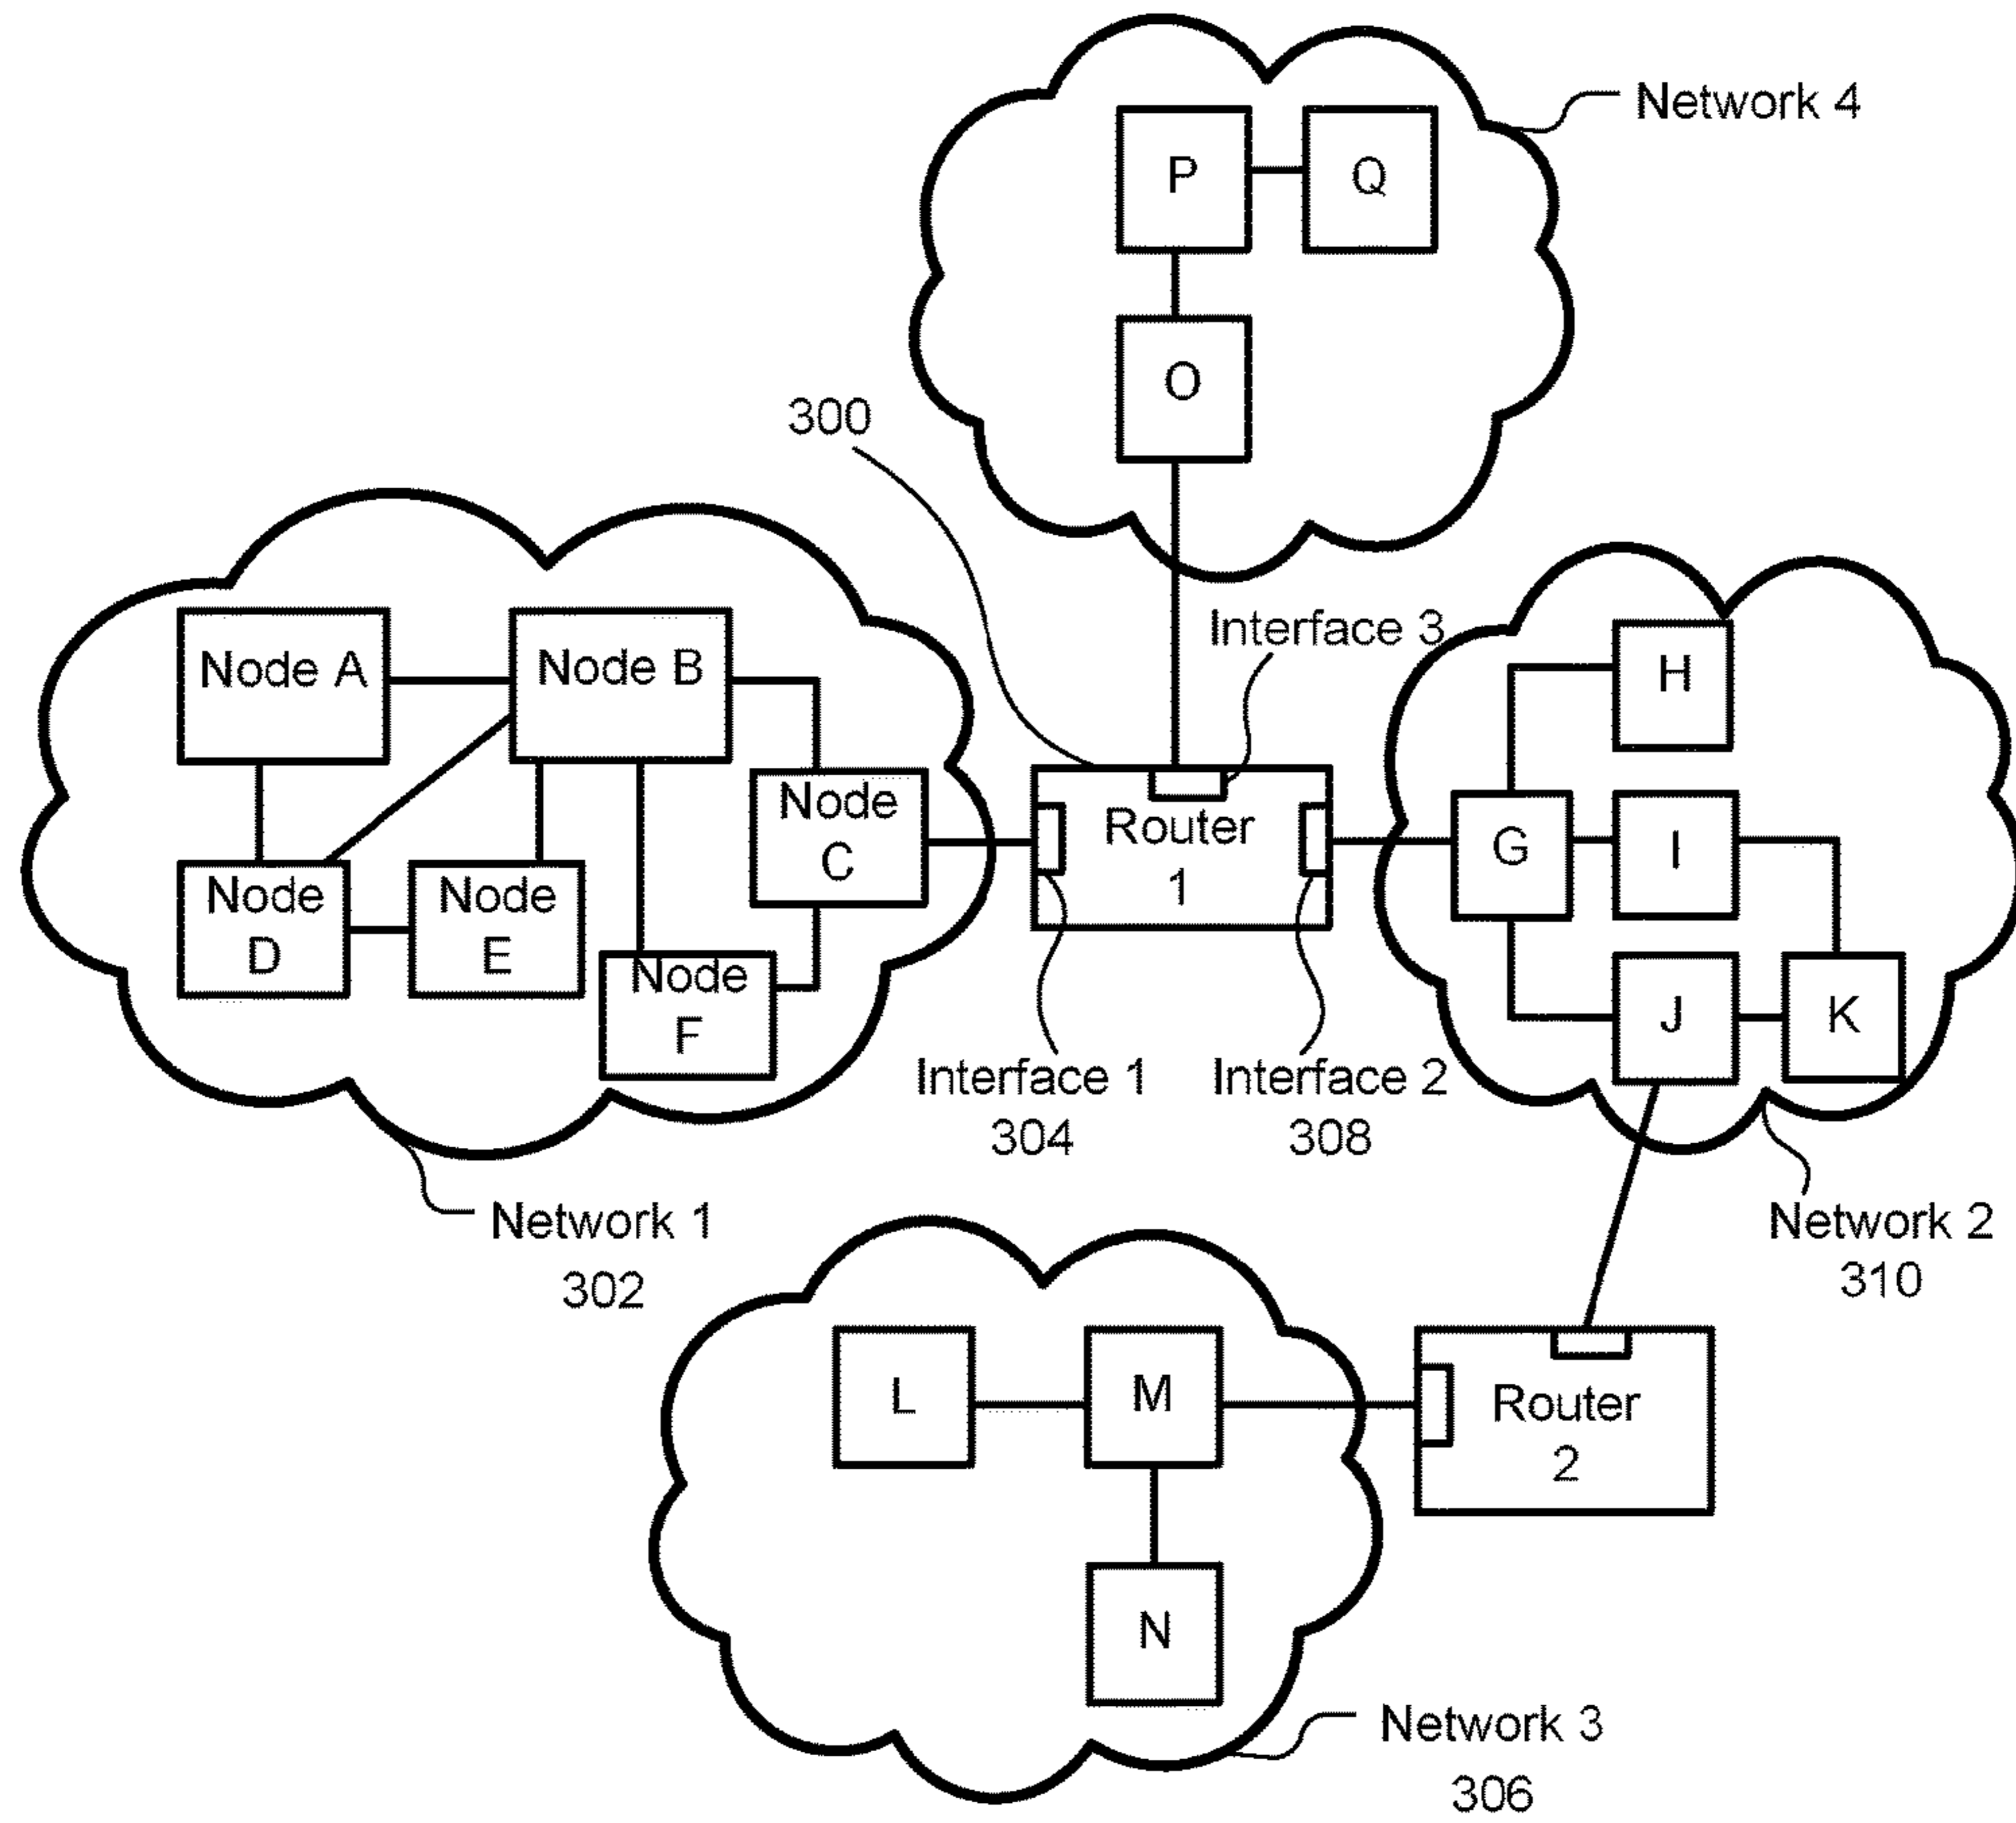 Network 4
P
Q
O
300
Interface 3
Node A
Node B
Node
C
Node
D
Node
E
Node
F
Router
1
H
G
I
J
K
Interface 1
304
Interface 2
308
Network 1
302
Network 2
310
L
M
N
Router
2
Network 3
306